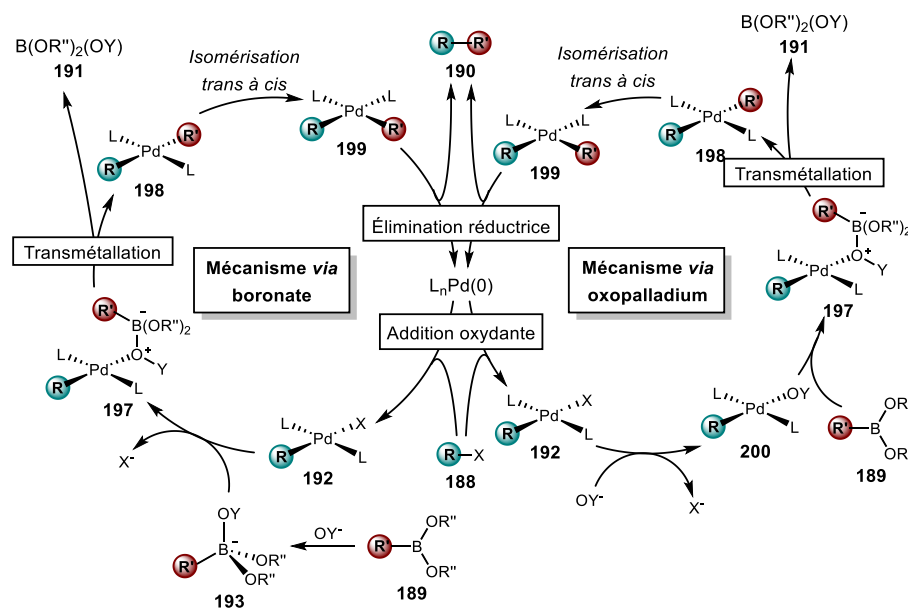 B(OR")₂(OY)
191
Isomérisation
trans à cis
R R'
190
Isomérisation
trans à cis
B(OR")₂(OY)
191
L R'
Pd
R L
198
L L
Pd
R R'
199
L L
Pd
R R'
199
L R'
Pd
R L
198
Transmétallation
Élimination réductrice
Transmétallation
Mécanisme via
boronate
LₙPd(0)
Mécanisme via
oxopalladium
Addition oxydante
R' B⁻(OR")₂
L O⁺
Pd Y
R L
197
R' B⁻(OR")₂
L O⁺
Pd Y
R L
197
X⁻
L X
Pd
R L
192
R–X
188
L X
Pd
R L
192
OY⁻
X⁻
L OY
Pd
R L
200
R' B
OR
OR
189
OY
R' B⁻ OR"
OR"
193
OY⁻
R' B
OR"
OR"
189